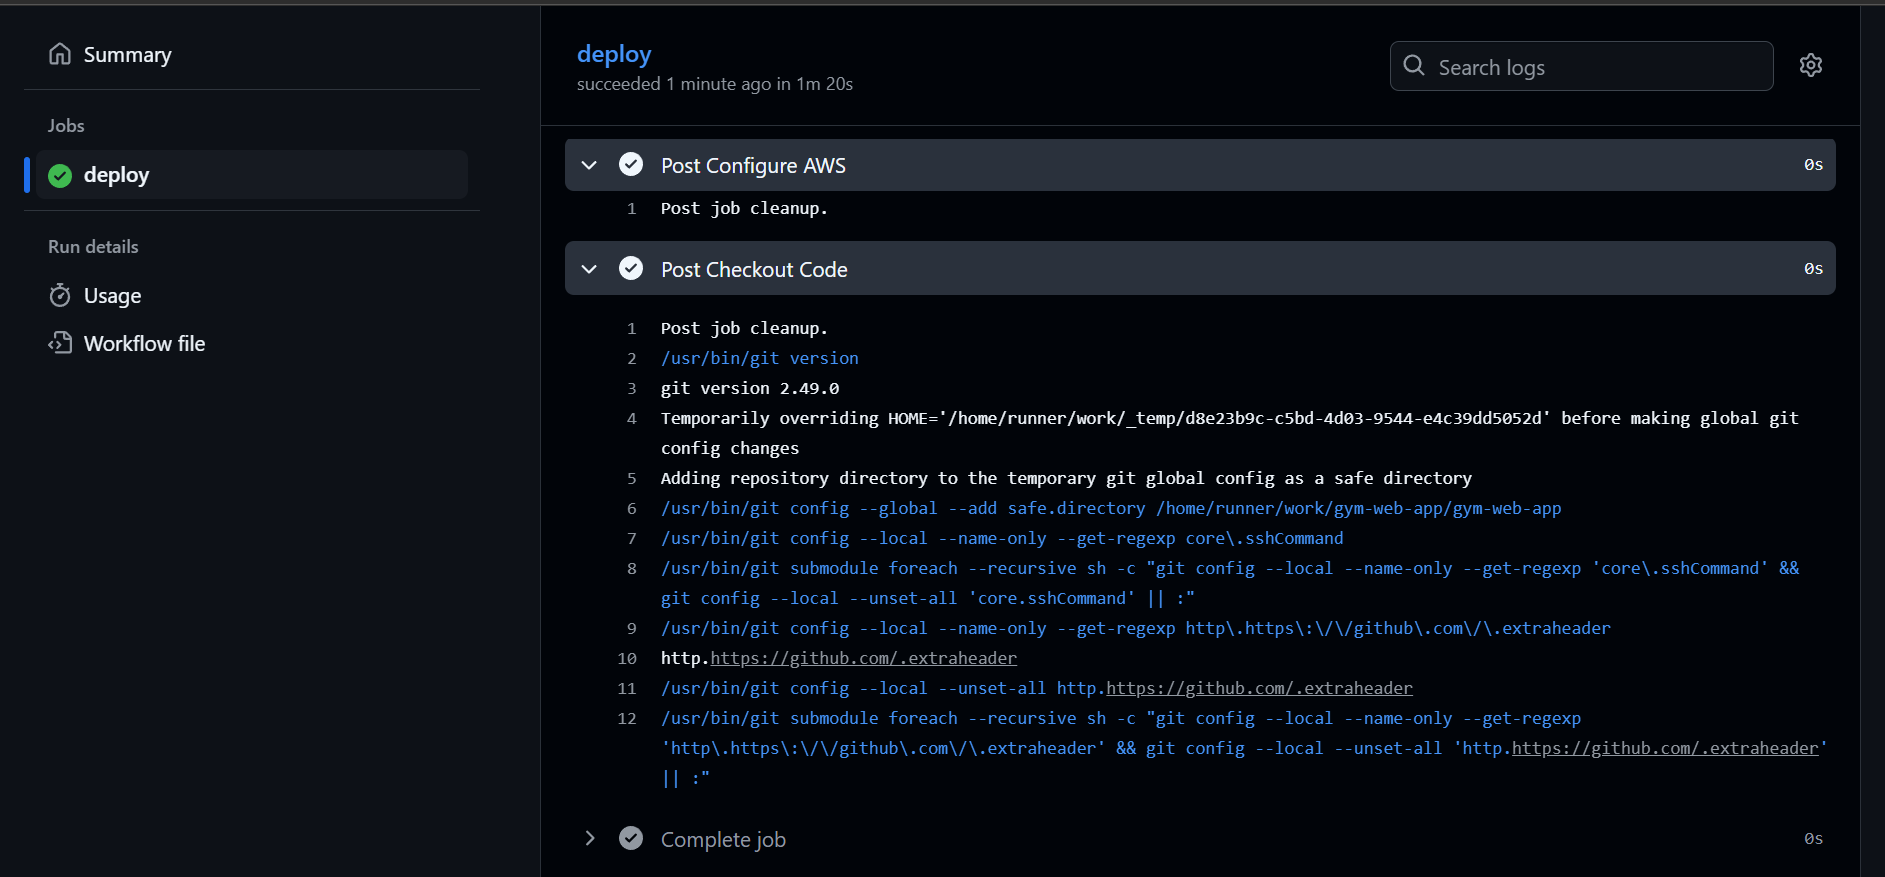 Summary
Jobs
deploy
Run details
Usage
Workflow file
deploy
succeeded 1 minute ago in 1m 20s
Search logs
Post Configure AWS 0s
1 Post job cleanup.
Post Checkout Code 0s
1 Post job cleanup.
2 /usr/bin/git version
3 git version 2.49.0
4 Temporarily overriding HOME='/home/runner/work/_temp/d8e23b9c-c5bd-4d03-9544-e4c39dd5052d' before making global git
config changes
5 Adding repository directory to the temporary git global config as a safe directory
6 /usr/bin/git config --global --add safe.directory /home/runner/work/gym-web-app/gym-web-app
7 /usr/bin/git config --local --name-only --get-regexp core\.sshCommand
8 /usr/bin/git submodule foreach --recursive sh -c "git config --local --name-only --get-regexp 'core\.sshCommand' &&
git config --local --unset-all 'core.sshCommand' || :"
9 /usr/bin/git config --local --name-only --get-regexp http\.https\:\/\/github\.com\/\.extraheader
10 http.https://github.com/.extraheader
11 /usr/bin/git config --local --unset-all http.https://github.com/.extraheader
12 /usr/bin/git submodule foreach --recursive sh -c "git config --local --name-only --get-regexp
'http\.https\:\/\/github\.com\/\.extraheader' && git config --local --unset-all 'http.https://github.com/.extraheader'
|| :"
Complete job 0s